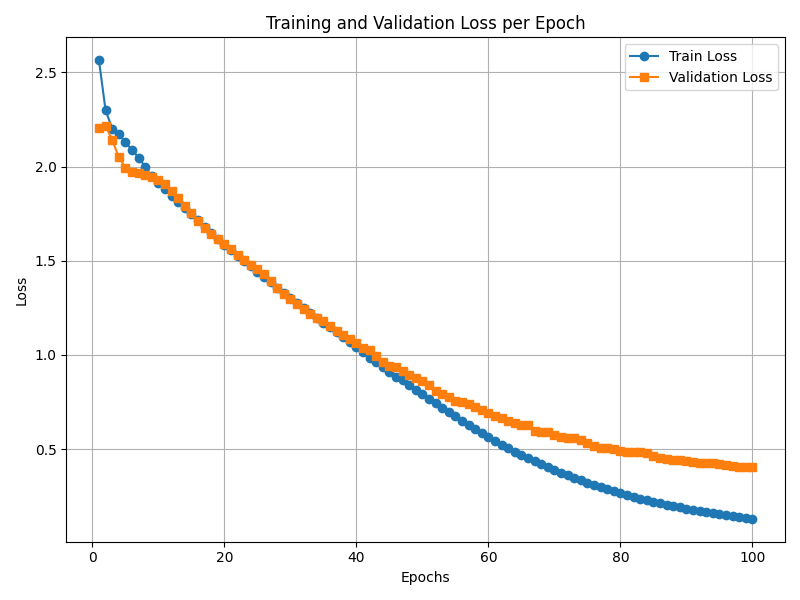 Training and Validation Loss per Epoch
Train Loss
Validation Loss
2.5
2.0
1.5
1.0
0.5
Loss
0 20 40 60 80 100
Epochs